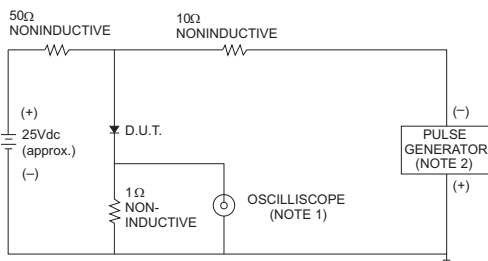 50Ω
NONINDUCTIVE
10Ω
NONINDUCTIVE
(+)
25Vdc
(approx.)
(–)
D.U.T.
1Ω
NON-
INDUCTIVE
OSCILLISCOPE
(NOTE 1)
(–)
PULSE
GENERATOR
(NOTE 2)
(+)